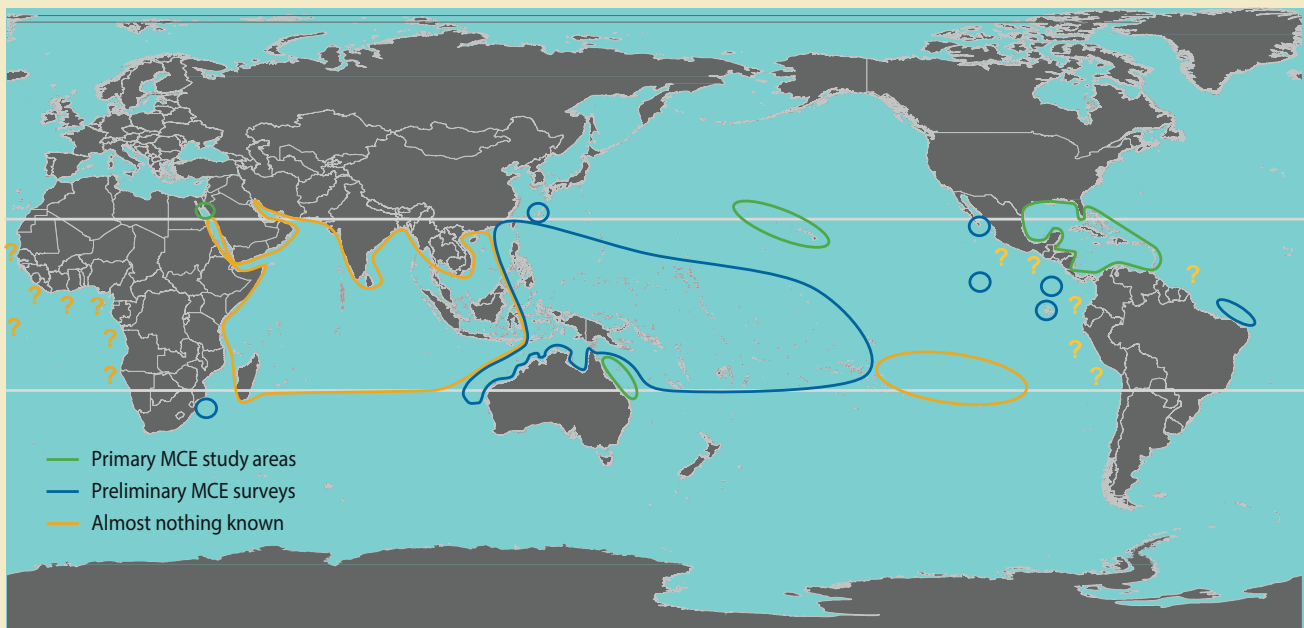 ? ? ?
? ?
? ? ? ?
? ?
? ?
? ?
Primary MCE study areas
Preliminary MCE surveys
Almost nothing known